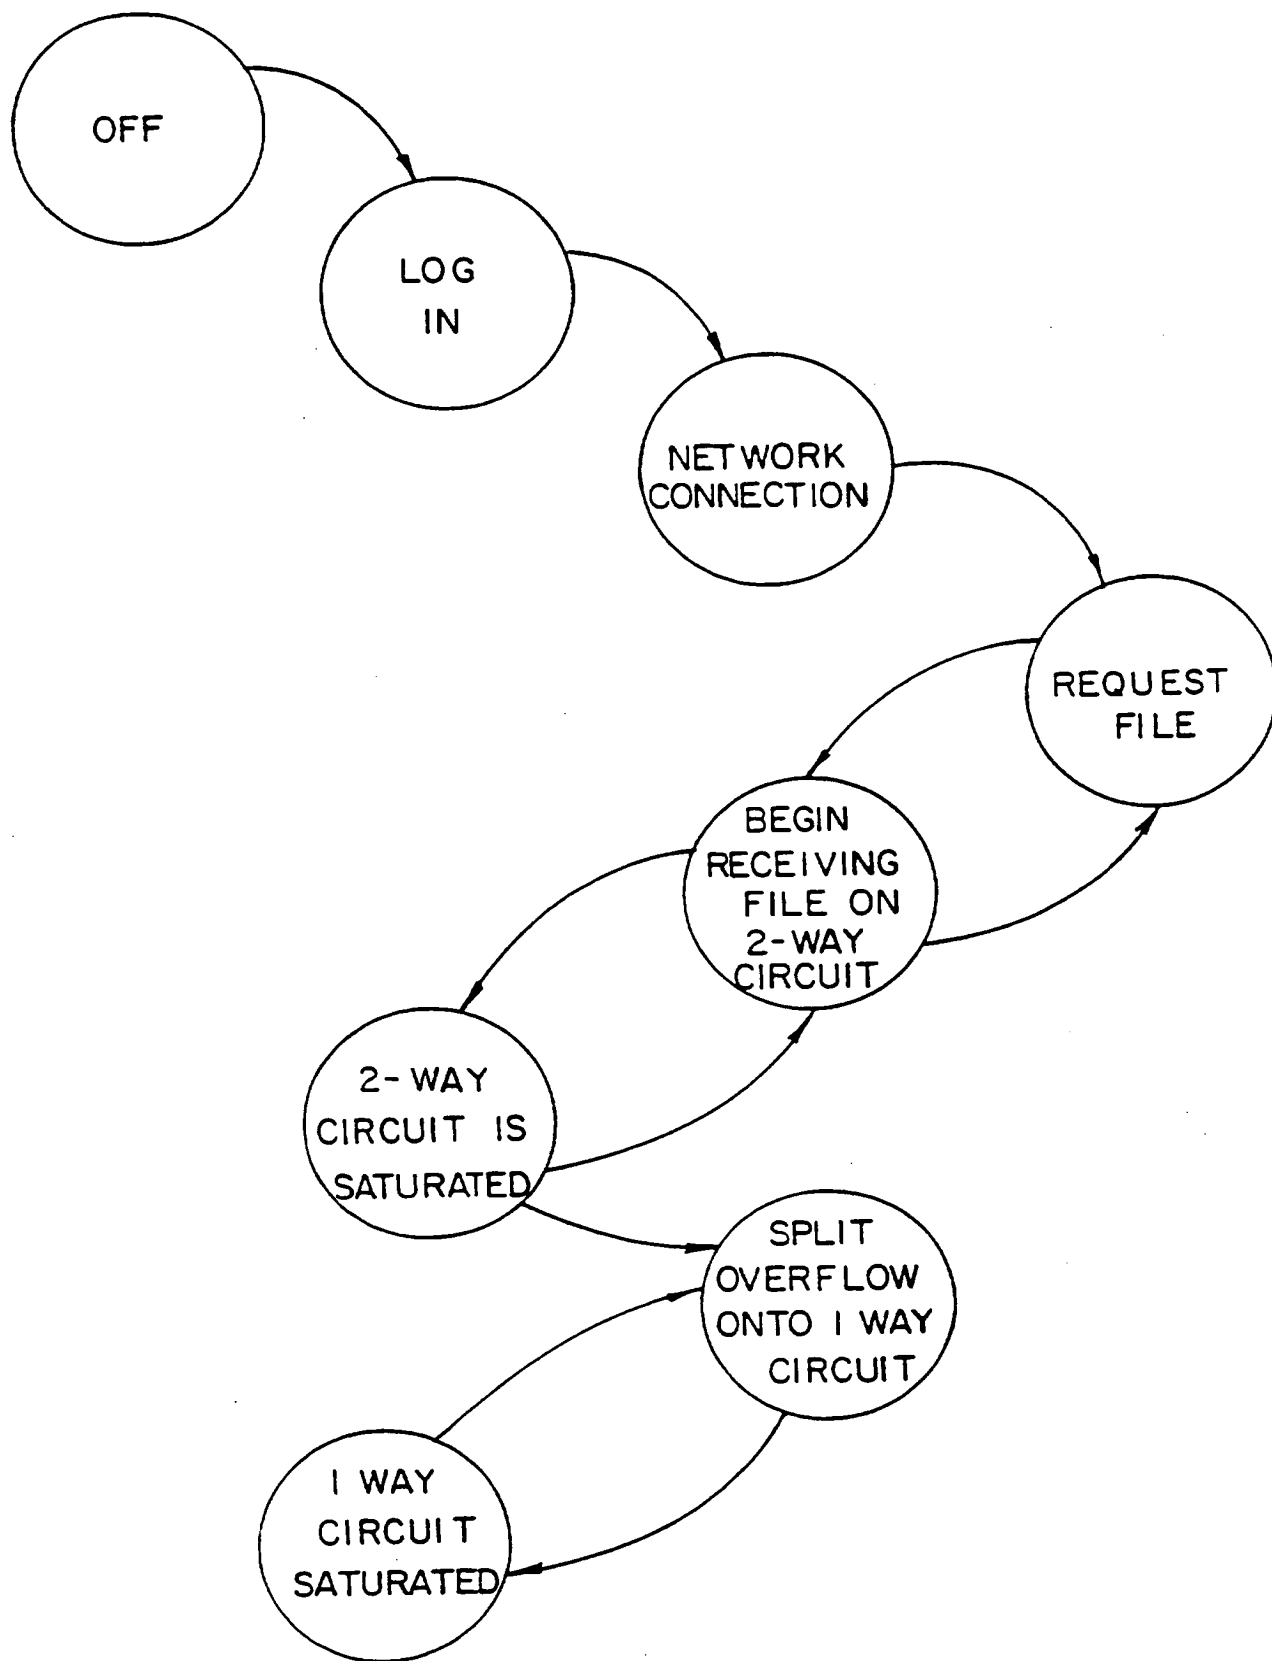 OFF
LOG
IN
NETWORK
CONNECTION
REQUEST
FILE
BEGIN
RECEIVING
FILE ON
2-WAY
CIRCUIT
2-WAY
CIRCUIT IS
SATURATED
SPLIT
OVERFLOW
ONTO 1 WAY
CIRCUIT
1 WAY
CIRCUIT
SATURATED